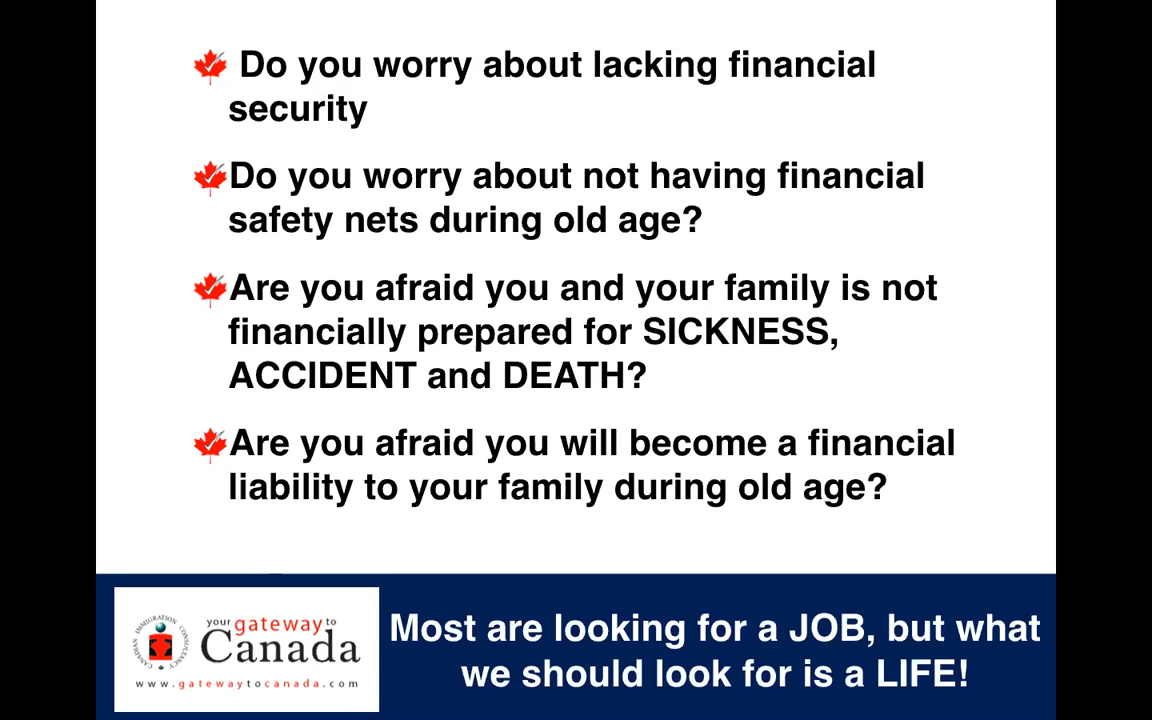 Do you worry about lacking financial
security
Do you worry about not having financial
safety nets during old age?
Are you afraid you and your family is not
financially prepared for SICKNESS,
ACCIDENT and DEATH?
Are you afraid you will become a financial
liability to your family during old age?
CANADIAN IMMIGRATION CONSULTANCY
your gateway to
Canada
www.gatewaytocanada.com
Most are looking for a JOB, but what
we should look for is a LIFE!